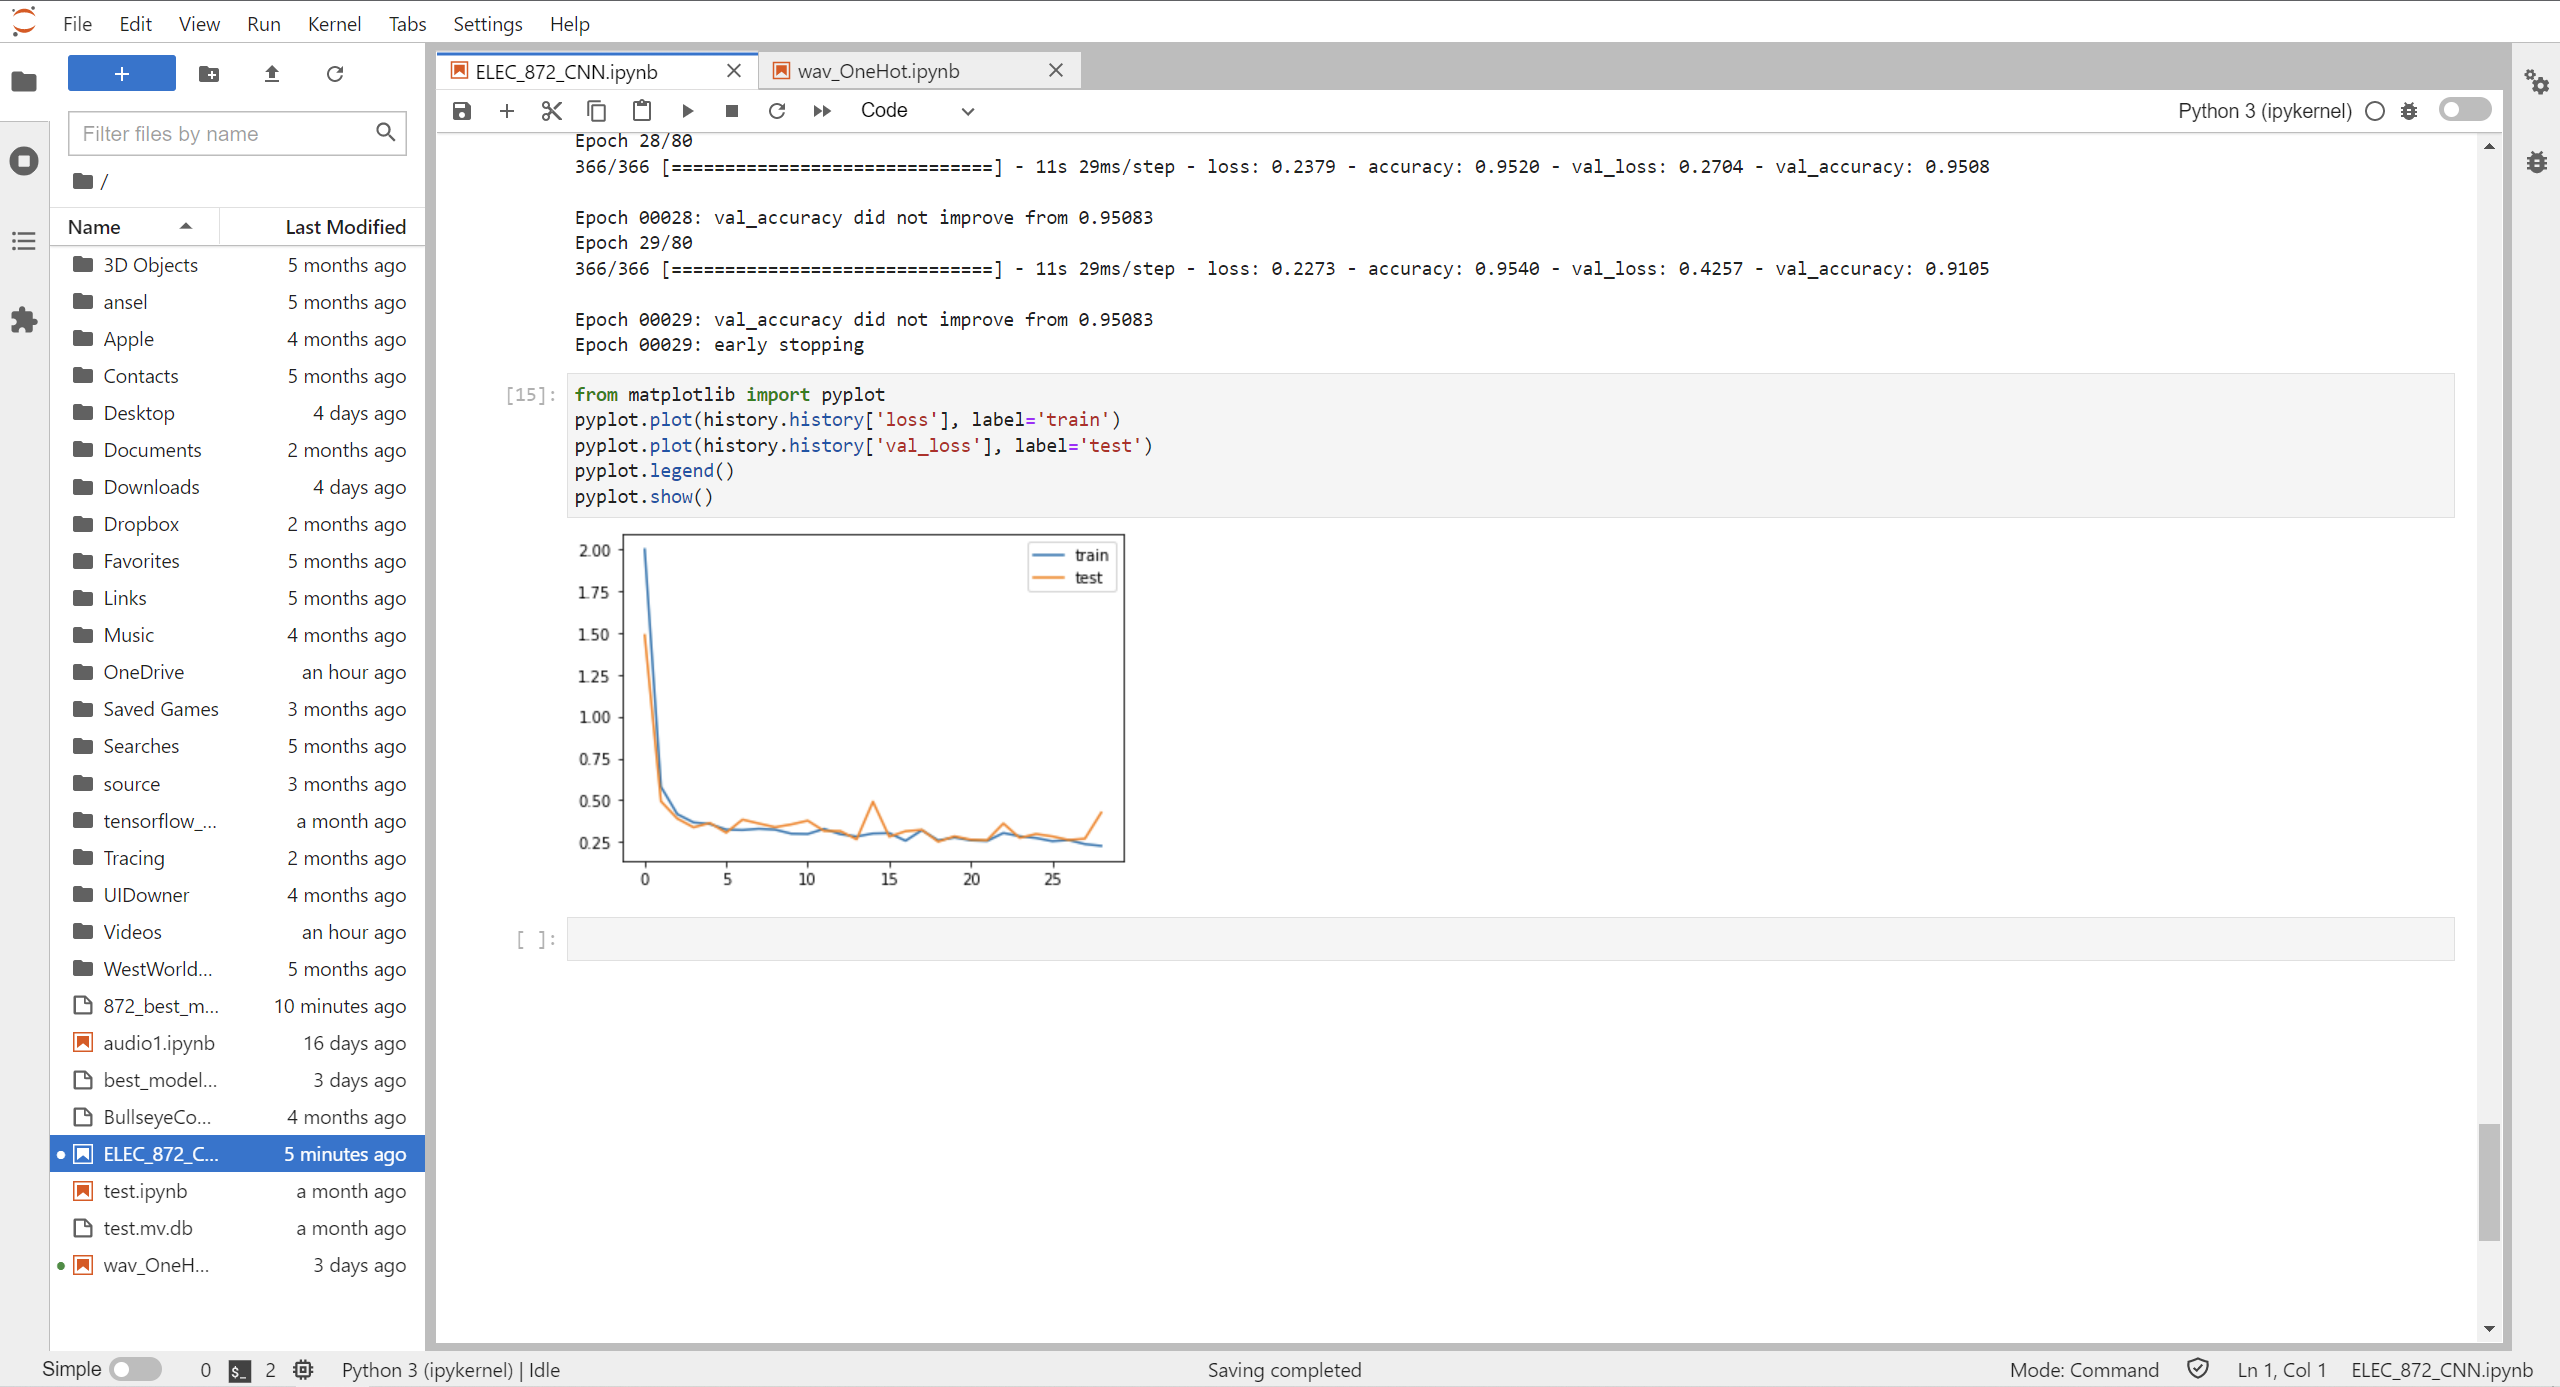 File Edit View Run Kernel Tabs Settings Help
Filter files by name
/
Name Last Modified
3D Objects 5 months ago
ansel 5 months ago
Apple 4 months ago
Contacts 5 months ago
Desktop 4 days ago
Documents 2 months ago
Downloads 4 days ago
Dropbox 2 months ago
Favorites 5 months ago
Links 5 months ago
Music 4 months ago
OneDrive an hour ago
Saved Games 3 months ago
Searches 5 months ago
source 3 months ago
tensorflow_... a month ago
Tracing 2 months ago
UIDowner 4 months ago
Videos an hour ago
WestWorld... 5 months ago
872_best_m... 10 minutes ago
audio1.ipynb 16 days ago
best_model... 3 days ago
BullseyeCo... 4 months ago
ELEC_872_C... 5 minutes ago
test.ipynb a month ago
test.mv.db a month ago
wav_OneH... 3 days ago
ELEC_872_CNN.ipynb wav_OneHot.ipynb
Code Python 3 (ipykernel)
Epoch 28/80
366/366 [==============================] - 11s 29ms/step - loss: 0.2379 - accuracy: 0.9520 - val_loss: 0.2704 - val_accuracy: 0.9508
Epoch 00028: val_accuracy did not improve from 0.95083
Epoch 29/80
366/366 [==============================] - 11s 29ms/step - loss: 0.2273 - accuracy: 0.9540 - val_loss: 0.4257 - val_accuracy: 0.9105
Epoch 00029: val_accuracy did not improve from 0.95083
Epoch 00029: early stopping
[15]: from matplotlib import pyplot
pyplot.plot(history.history['loss'], label='train')
pyplot.plot(history.history['val_loss'], label='test')
pyplot.legend()
pyplot.show()
train
test
2.00
1.75
1.50
1.25
1.00
0.75
0.50
0.25
0 5 10 15 20 25
[ ]:
Simple 0 $_ 2 Python 3 (ipykernel) | Idle Saving completed Mode: Command Ln 1, Col 1 ELEC_872_CNN.ipynb